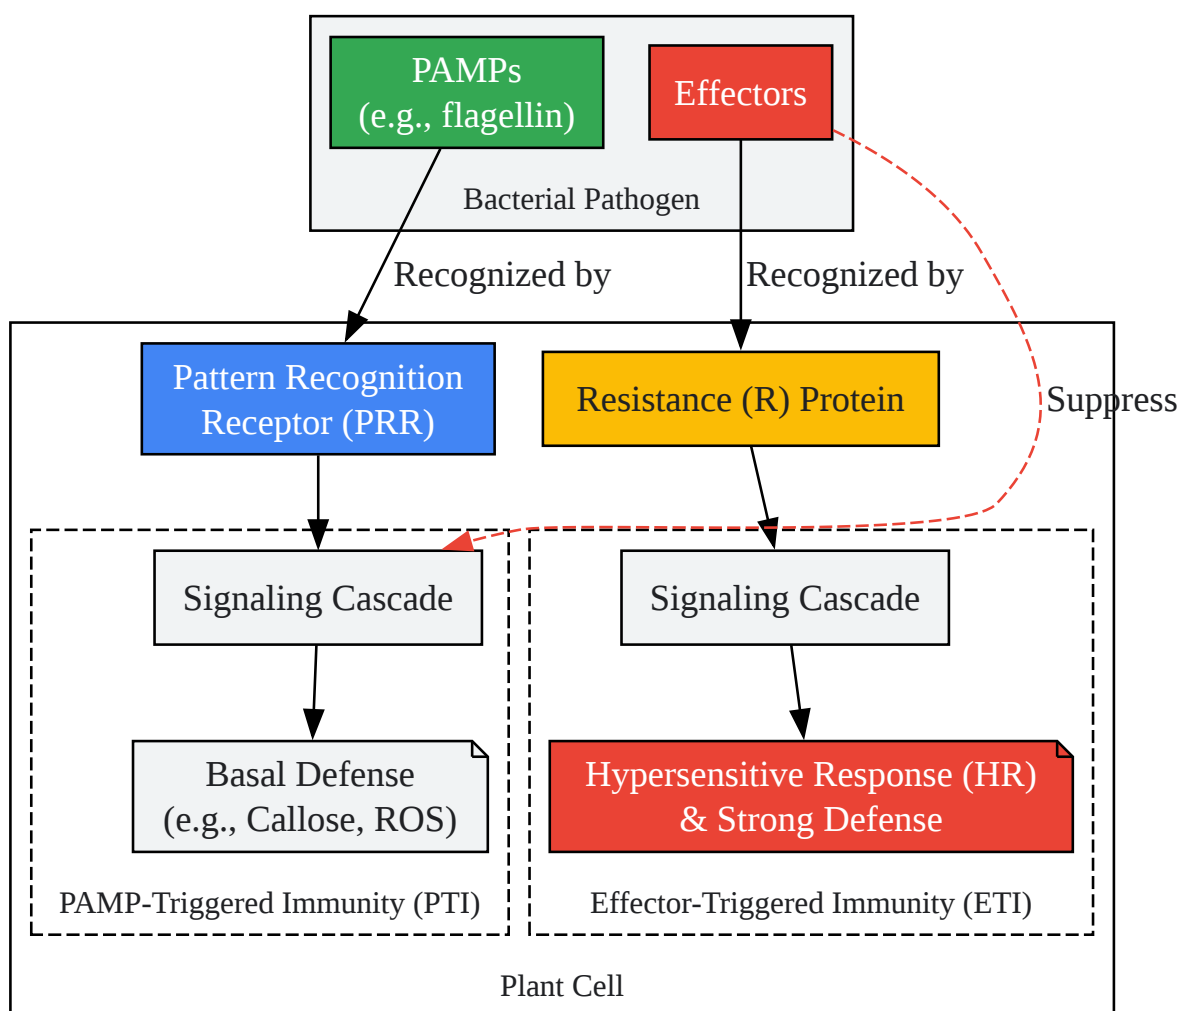 PAMPs
(e.g., flagellin)
Effectors
Bacterial Pathogen
Recognized by
Recognized by
Pattern Recognition
Receptor (PRR)
Resistance (R) Protein
Suppress
Signaling Cascade
Signaling Cascade
Basal Defense
(e.g., Callose, ROS)
Hypersensitive Response (HR)
& Strong Defense
PAMP-Triggered Immunity (PTI)
Effector-Triggered Immunity (ETI)
Plant Cell